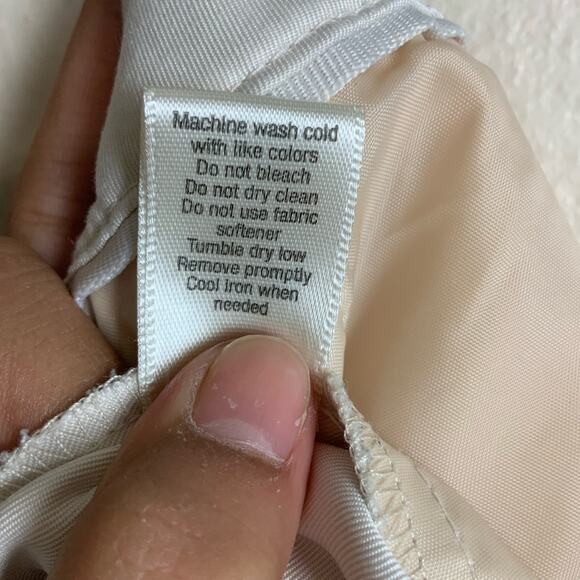 Machine wash cold
with like colors
Do not bleach
Do not dry clean
Do not use fabric
softener
Tumble dry low
Remove promptly
Cool iron when
needed